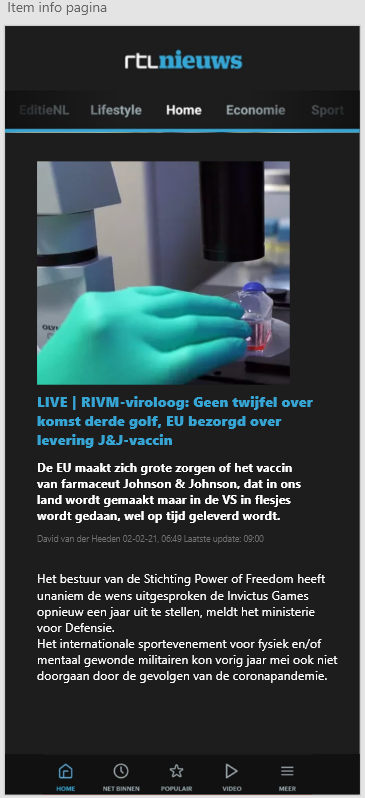 Item info pagina
rtlnieuws
EditieNL Lifestyle Home Economie Sport
OLY
LIVE | RIVM-viroloog: Geen twijfel over
komst derde golf, EU bezorgd over
levering J&J-vaccin
De EU maakt zich grote zorgen of het vaccin
van farmaceut Johnson & Johnson, dat in ons
land wordt gemaakt maar in de VS in flesjes
wordt gedaan, wel op tijd geleverd wordt.
David van der Heeden 02-02-21, 06:49 Laatste update: 09:00
Het bestuur van de Stichting Power of Freedom heeft
unaniem de wens uitgesproken de Invictus Games
opnieuw een jaar uit te stellen, meldt het ministerie
voor Defensie.
Het internationale sportevenement voor fysiek en/of
mentaal gewonde militairen kon vorig jaar mei ook niet
doorgaan door de gevolgen van de coronapandemie.
HOME NET BINNEN POPULAIR VIDEO MEER